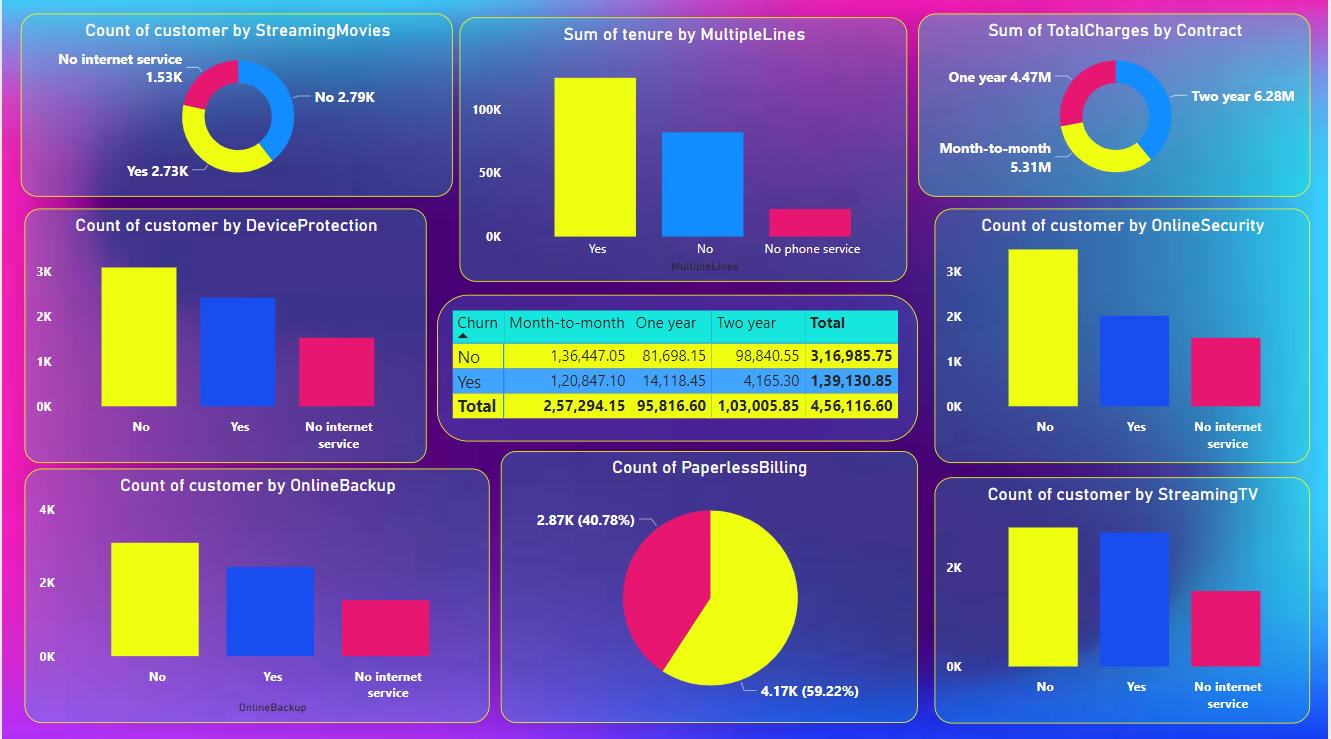 Count of customer by StreamingMovies
No internet service
1.53K
No 2.79K
Yes 2.73K
Sum of tenure by MultipleLines
100K
50K
0K
Yes
No
No phone service
MultipleLines
Sum of TotalCharges by Contract
One year 4.47M
Two year 6.28M
Month-to-month
5.31M
Count of customer by DeviceProtection
3K
2K
1K
0K
No
Yes
No internet
service
Churn Month-to-month One year Two year Total
No 1,36,447.05 81,698.15 98,840.55 3,16,985.75
Yes 1,20,847.10 14,118.45 4,165.30 1,39,130.85
Total 2,57,294.15 95,816.60 1,03,005.85 4,56,116.60
Count of customer by OnlineSecurity
3K
2K
1K
0K
No
Yes
No internet
service
Count of customer by OnlineBackup
4K
2K
0K
No
Yes
No internet
service
OnlineBackup
Count of PaperlessBilling
2.87K (40.78%)
4.17K (59.22%)
Count of customer by StreamingTV
2K
0K
No
Yes
No internet
service